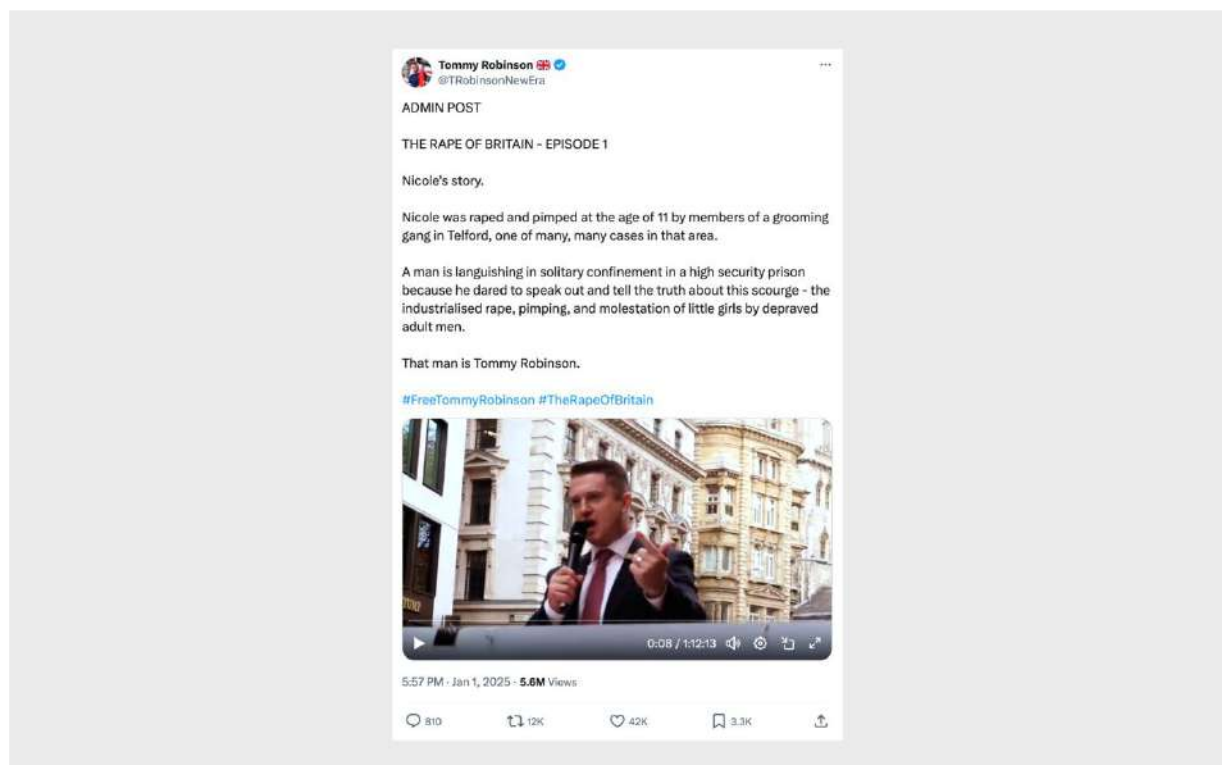 Tommy Robinson
@TRobinsonNewEra
ADMIN POST
THE RAPE OF BRITAIN - EPISODE 1
Nicole's story.
Nicole was raped and pimped at the age of 11 by members of a grooming
gang in Telford, one of many, many cases in that area.
A man is languishing in solitary confinement in a high security prison
because he dared to speak out and tell the truth about this scourge - the
industrialised rape, pimping, and molestation of little girls by depraved
adult men.
That man is Tommy Robinson.
#FreeTommyRobinson #TheRapeOfBritain
0:08 / 1:12:13
5:57 PM · Jan 1, 2025 · 5.6M Views
810 12K 42K 3.3K